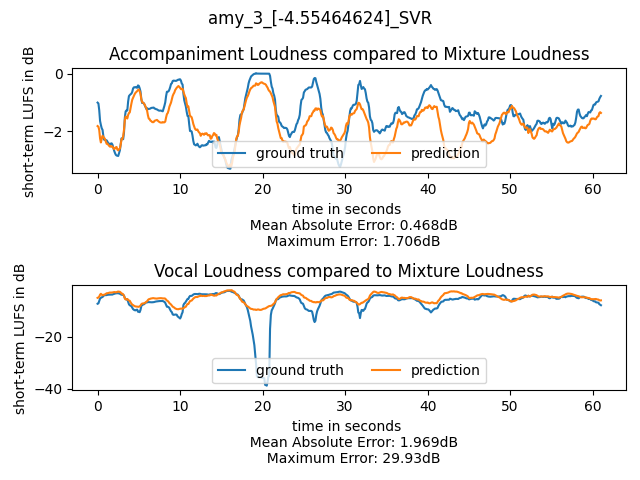 amy_3_[-4.55464624]_SVR
Accompaniment Loudness compared to Mixture Loudness
short-term LUFS in dB
0
−2
ground truth
prediction
0 10 20 30 40 50 60
time in seconds
Mean Absolute Error: 0.468dB
Maximum Error: 1.706dB
Vocal Loudness compared to Mixture Loudness
short-term LUFS in dB
−20
−40
ground truth
prediction
0 10 20 30 40 50 60
time in seconds
Mean Absolute Error: 1.969dB
Maximum Error: 29.93dB